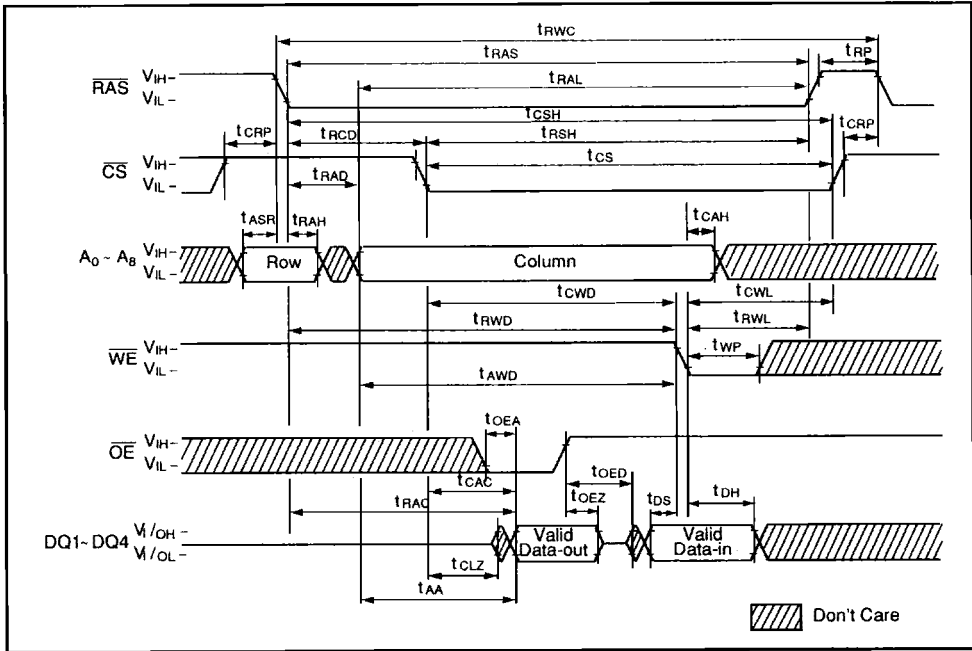 tRWC
tRAS
tRP
RAS VIH
VIL
tRAL
tCSH
tCRP
tRCD
tRSH
tCRP
CS VIH
VIL
tCS
tRAD
tASR
tRAH
tCAH
A0 ~ A8 VIH
VIL
Row
Column
tCWD
tCWL
tRWD
tRWL
WE VIH
VIL
tWP
tAWD
tOEA
OE VIH
VIL
tCAC
tOED
tRAC
tOEZ
tDS
tDH
DQ1~DQ4 VI/OH
VI/OL
Valid
Data-out
Valid
Data-in
tCLZ
tAA
Don't Care